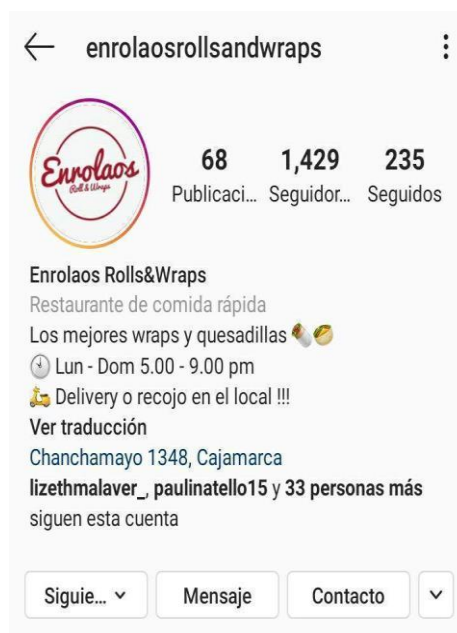 enrolaosrollsandwraps
Enrolaos
Roll & Wraps
68 1,429 235
Publicaci... Seguidor... Seguidos
Enrolaos Rolls&Wraps
Restaurante de comida rápida
Los mejores wraps y quesadillas 🌯🥙
🕙 Lun - Dom 5.00 - 9.00 pm
🛵 Delivery o recojo en el local !!!
Ver traducción
Chanchamayo 1348, Cajamarca
lizethmalaver_, paulinatello15 y 33 personas más
siguen esta cuenta
Siguie... Mensaje Contacto